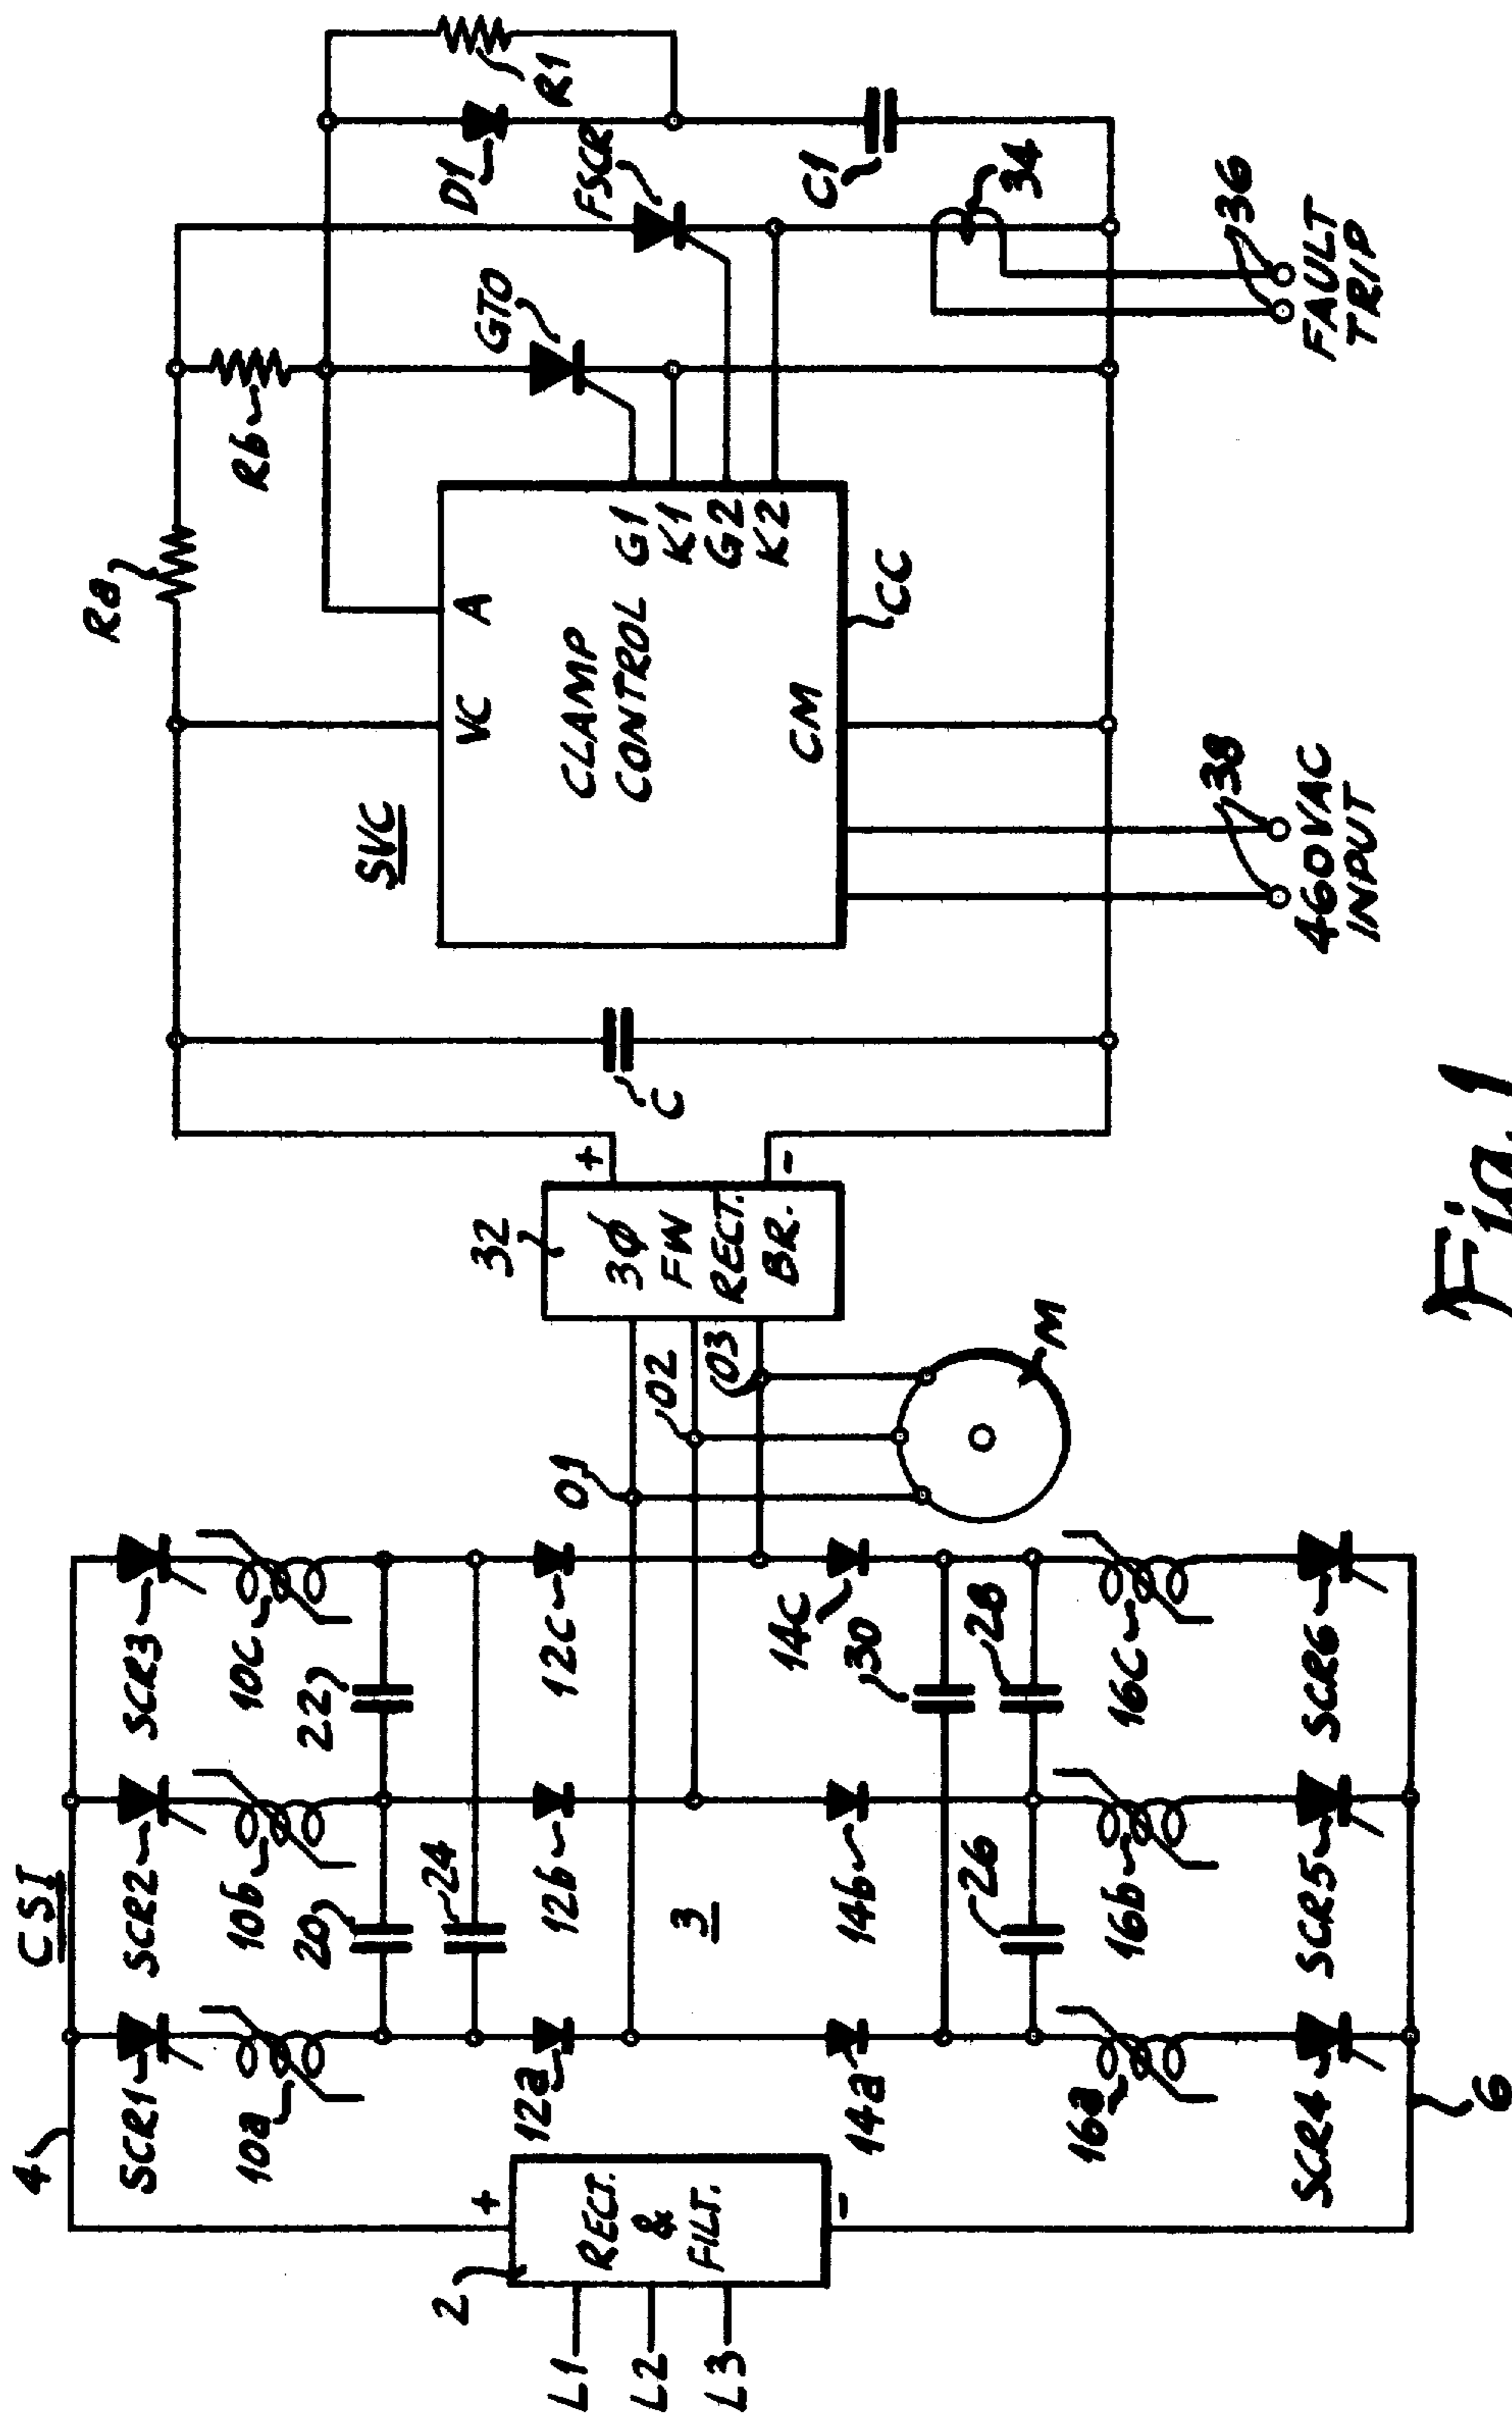 CSI
4
SCR1
SCR2
SCR3
10a
10b
10c
20
22
24
2
+
RECT.
&
FILT.
-
L1
L2
L3
12a
12b
12c
3
14a
14b
14c
26
28
30
16a
16b
16c
SCR4
SCR5
SCR6
6
O1
O2
O3
M
32
+
3Φ
FW
RECT.
BR.
-
C
SVC
VC
A
CLAMP
CONTROL
G1
K1
G2
K2
CM
CC
Ra
Rb
GTO
FSCR
D1
R1
C1
34
36
FAULT
TRIP
38
460VAC
INPUT
Fig. 1